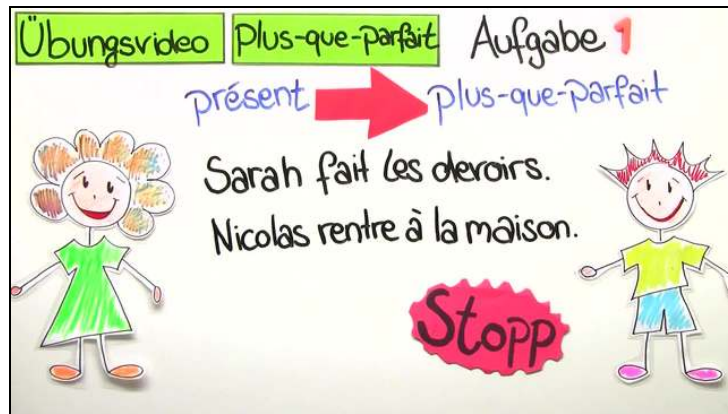 Übungsvideo Plus-que-parfait Aufgabe 1
présent plus-que-parfait
Sarah fait les devoirs.
Nicolas rentre à la maison.
Stopp